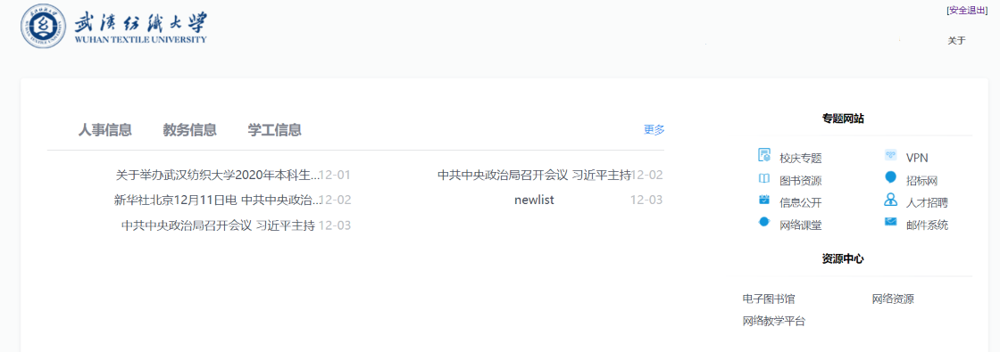 武汉纺织大学
WUHAN TEXTILE UNIVERSITY
[安全退出]
关于
人事信息 教务信息 学工信息 更多
关于举办武汉纺织大学2020年本科生...12-01
新华社北京12月11日电 中共中央政治...12-02
中共中央政治局召开会议 习近平主持 12-03
中共中央政治局召开会议 习近平主持12-02
newlist 12-03
专题网站
校庆专题 VPN
图书资源 招标网
信息公开 人才招聘
网络课堂 邮件系统
资源中心
电子图书馆 网络资源
网络教学平台